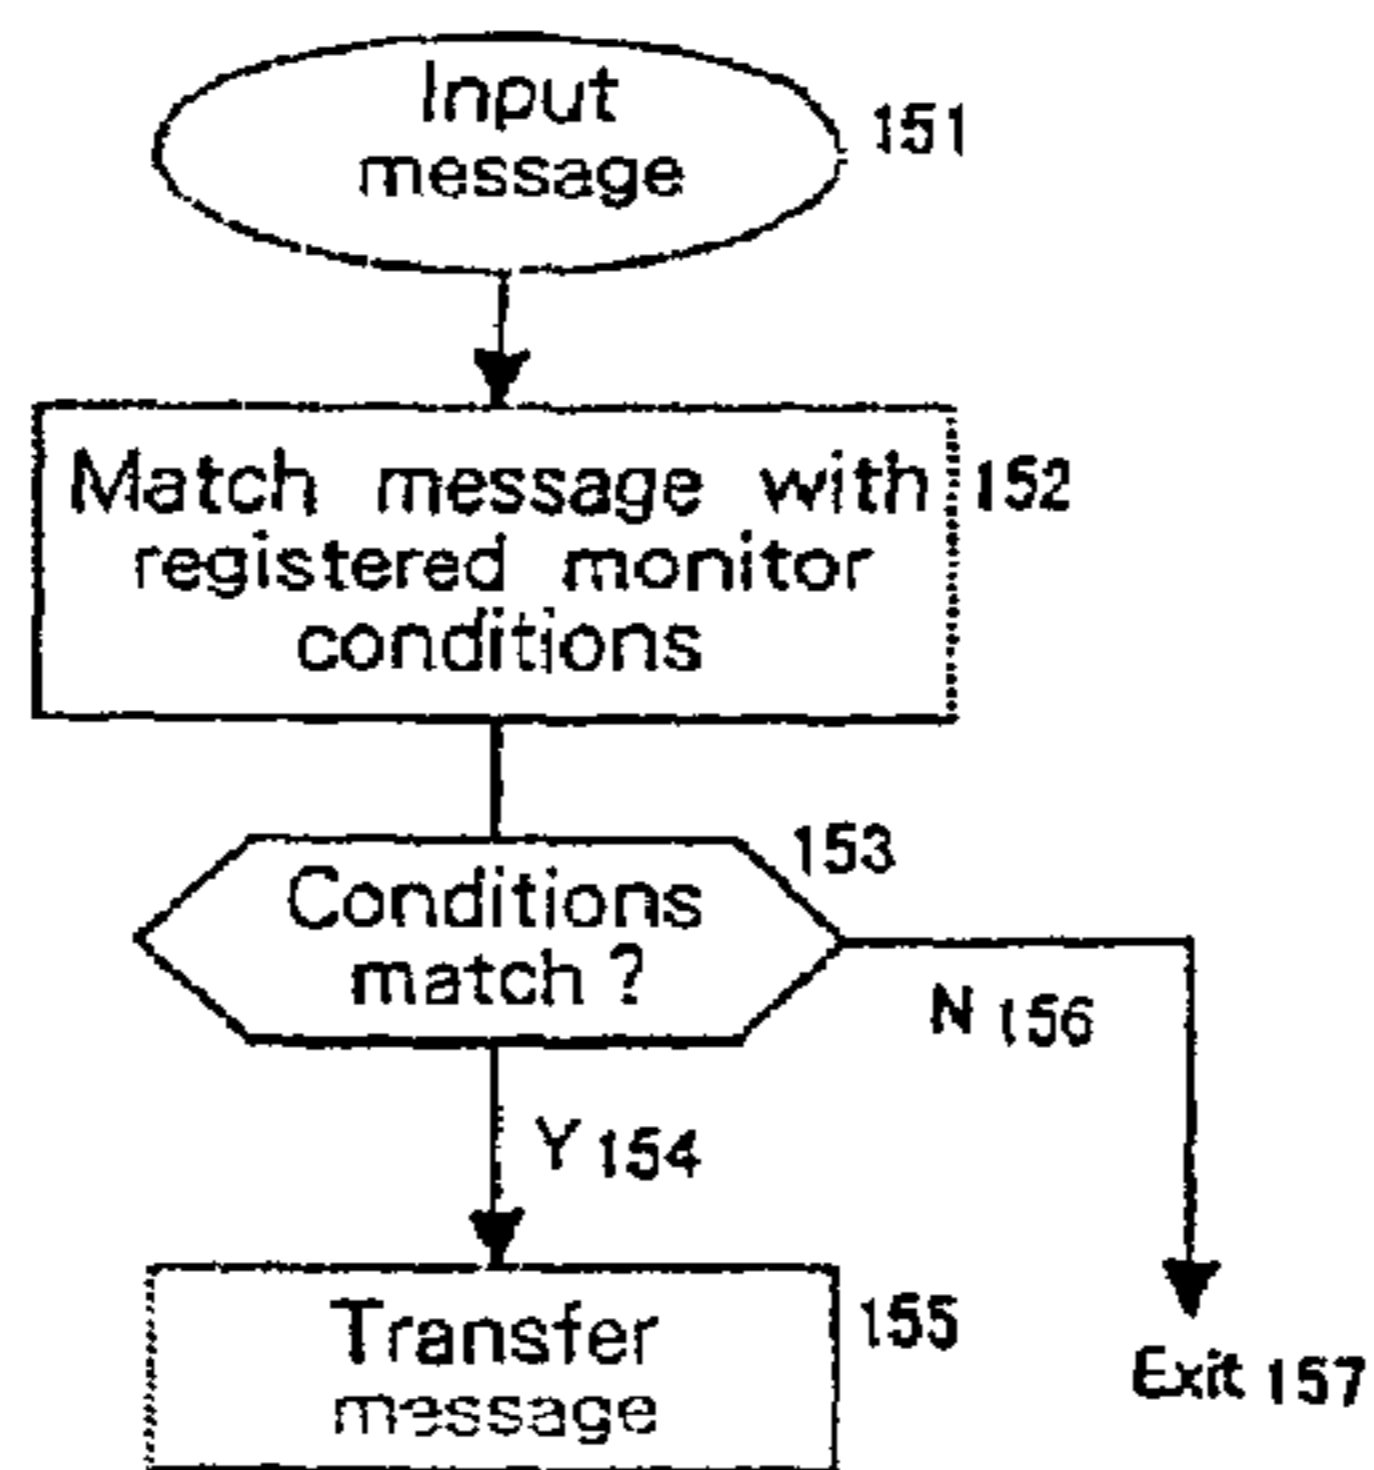 Input
message
151
Match message with
registered monitor
conditions
152
Conditions
match ?
153
N 156
Y 154
Transfer
message
155
Exit 157